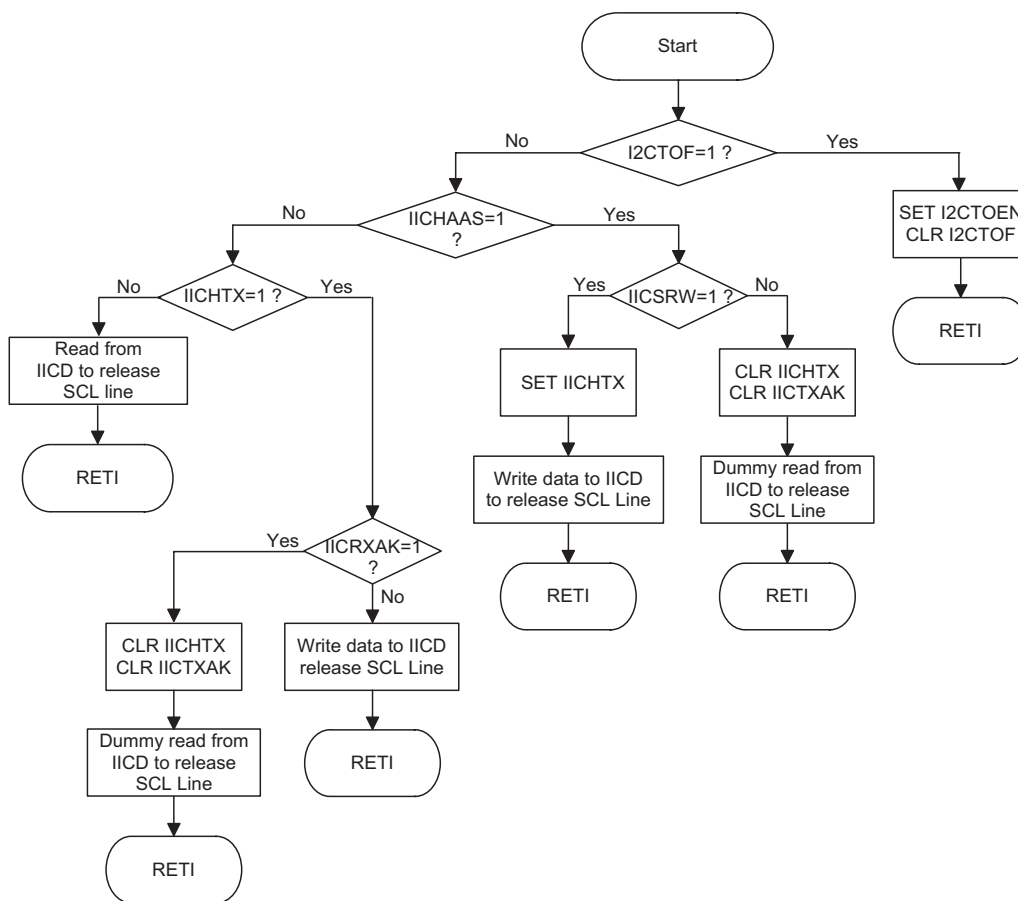 Start
I2CTOF=1 ?
No
Yes
IICHAAS=1
?
No
Yes
SET I2CTOEN
CLR I2CTOF
RETI
IICHTX=1 ?
No
Yes
IICSRW=1 ?
Yes
No
Read from
IICD to release
SCL line
RETI
SET IICHTX
CLR IICHTX
CLR IICTXAK
Write data to IICD
to release SCL Line
Dummy read from
IICD to release
SCL Line
RETI
RETI
IICRXAK=1
?
Yes
No
CLR IICHTX
CLR IICTXAK
Write data to IICD
release SCL Line
Dummy read from
IICD to release
SCL Line
RETI
RETI